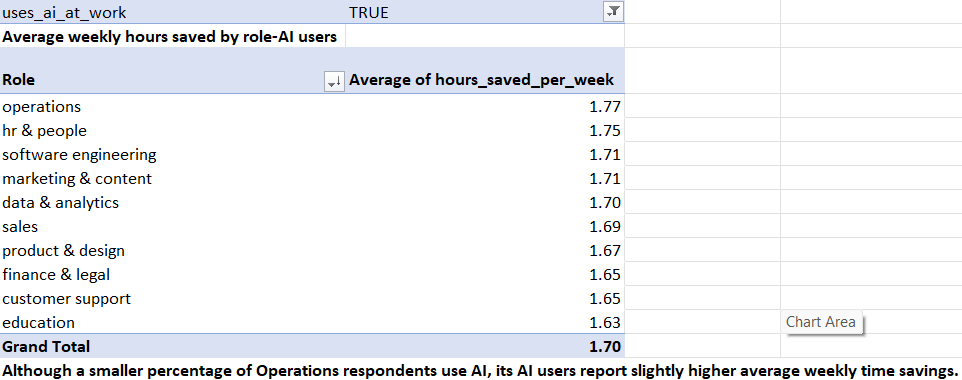 uses_ai_at_work TRUE
Average weekly hours saved by role-AI users
Role Average of hours_saved_per_week
operations 1.77
hr & people 1.75
software engineering 1.71
marketing & content 1.71
data & analytics 1.70
sales 1.69
product & design 1.67
finance & legal 1.65
customer support 1.65
education 1.63
Chart Area
Grand Total 1.70
Although a smaller percentage of Operations respondents use AI, its AI users report slightly higher average weekly time savings.